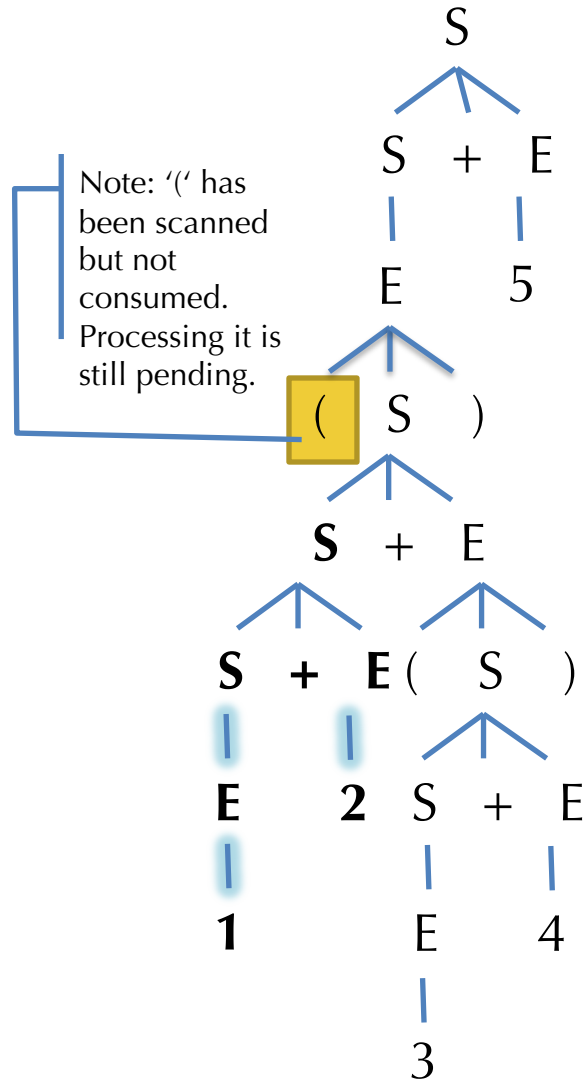 S
S + E
Note: ‘(‘ has
been scanned
but not
consumed.
Processing it is
still pending.
E 5
( S )
S + E
S + E ( S )
E 2 S + E
1 E 4
3